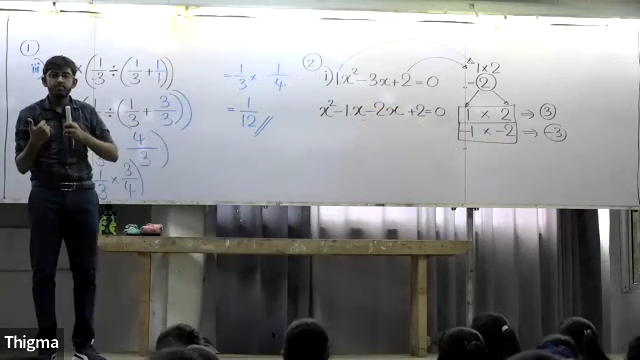 ①
iii) × (1/3 ÷ (1/3 + 1/1))
÷ (1/3 + 3/3))
4/3)
1/3 × 3/4)
= 1/3 × 1/4
= 1/12 //
②
i) 1x² - 3x + 2 = 0
x² - 1x - 2x + 2 = 0
1 × 2
2
1 × 2 ⇒ ③
-1 × -2 ⇒ -3
Thigma